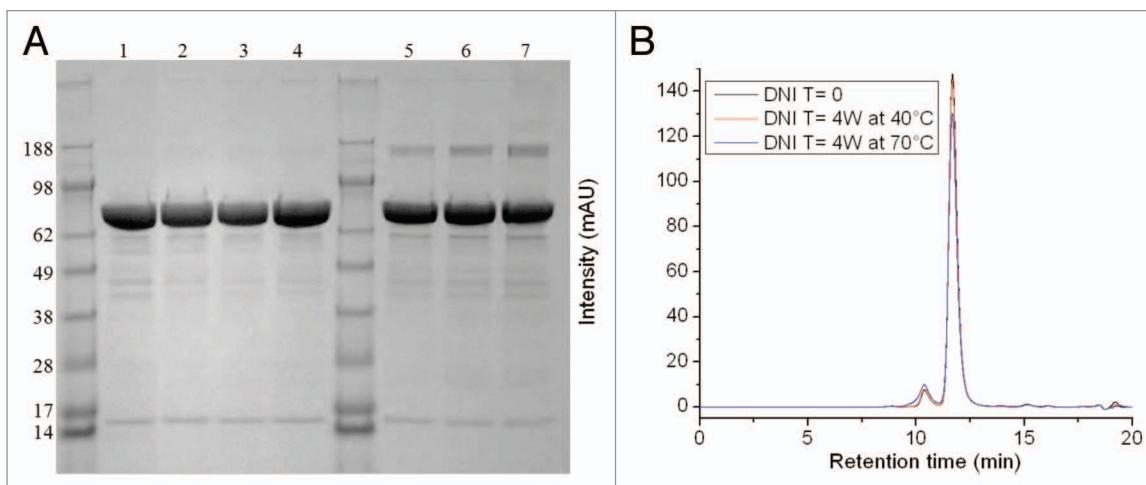 A
1 2 3 4 5 6 7
188
98
62
49
38
28
17
14
B
Intensity (mAU)
140
120
100
80
60
40
20
0
DNI T= 0
DNI T= 4W at 40°C
DNI T= 4W at 70°C
0 5 10 15 20
Retention time (min)